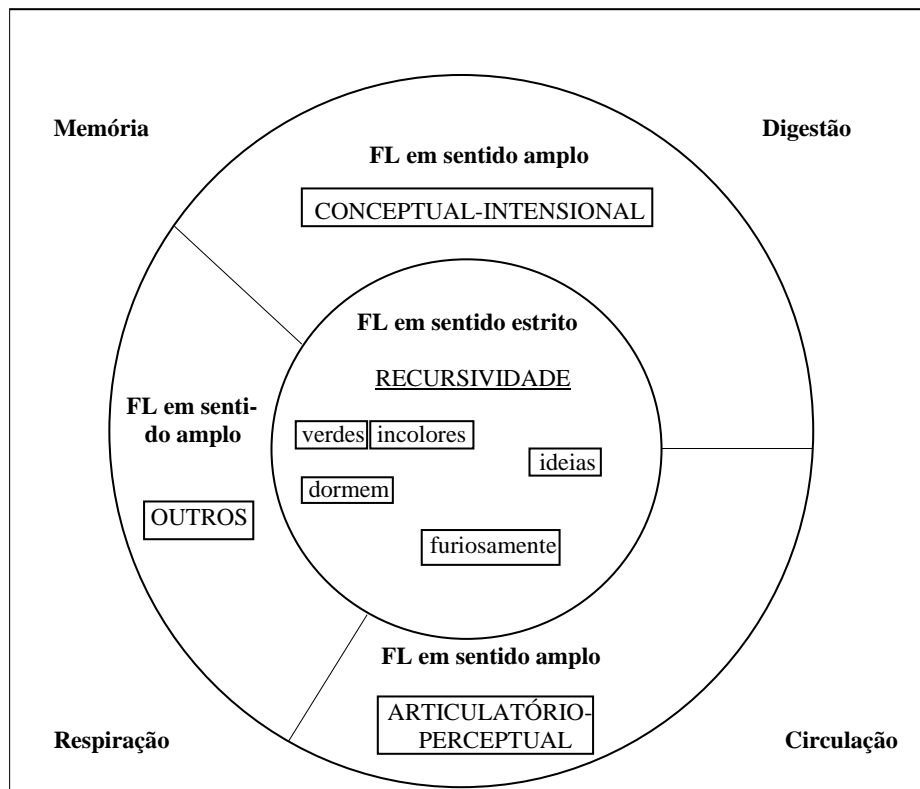 Memória
Digestão
FL em sentido amplo
CONCEPTUAL-INTENSIONAL
FL em sentido estrito
RECURSIVIDADE
FL em senti-
do amplo
verdes
incolores
ideias
dormem
OUTROS
furiosamente
FL em sentido amplo
ARTICULATÓRIO-
PERCEPTUAL
Respiração
Circulação